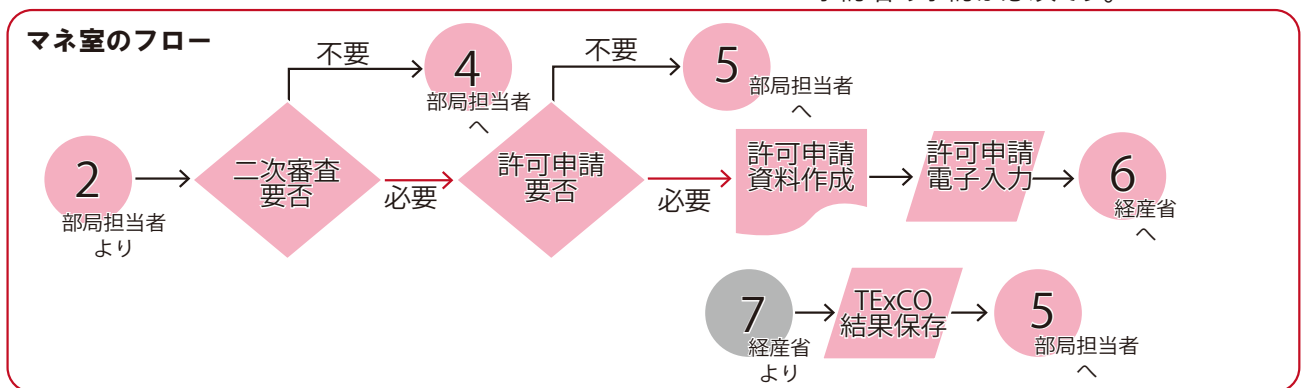 マネ室のフロー
不要
4
部局担当者
へ
不要
5
部局担当者
へ
2
部局担当者
より
二次審査
要否
必要
許可申請
要否
必要
許可申請
資料作成
許可申請
電子入力
6
経産省
へ
7
経産省
より
TExCO
結果保存
5
部局担当者
へ